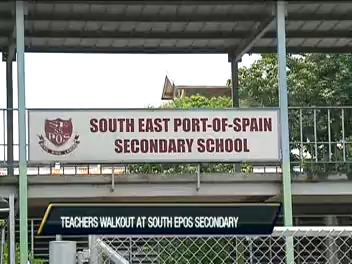 SOUTH EAST PORT-OF-SPAIN
SECONDARY SCHOOL
TEACHERS WALKOUT AT SOUTH EPOS SECONDARY